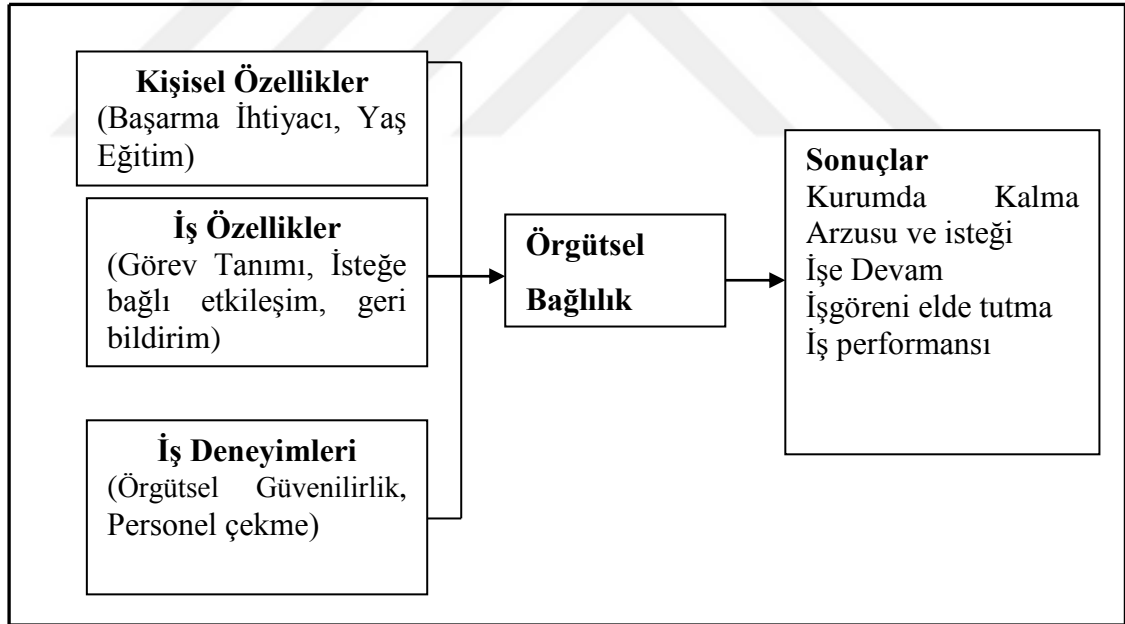 Kişisel Özellikler
(Başarma İhtiyacı, Yaş
Eğitim)
İş Özellikler
(Görev Tanımı, İsteğe
bağlı etkileşim, geri
bildirim)
İş Deneyimleri
(Örgütsel Güvenilirlik,
Personel çekme)
Örgütsel
Bağlılık
Sonuçlar
Kurumda Kalma
Arzusu ve isteği
İşe Devam
İşgöreni elde tutma
İş performansı